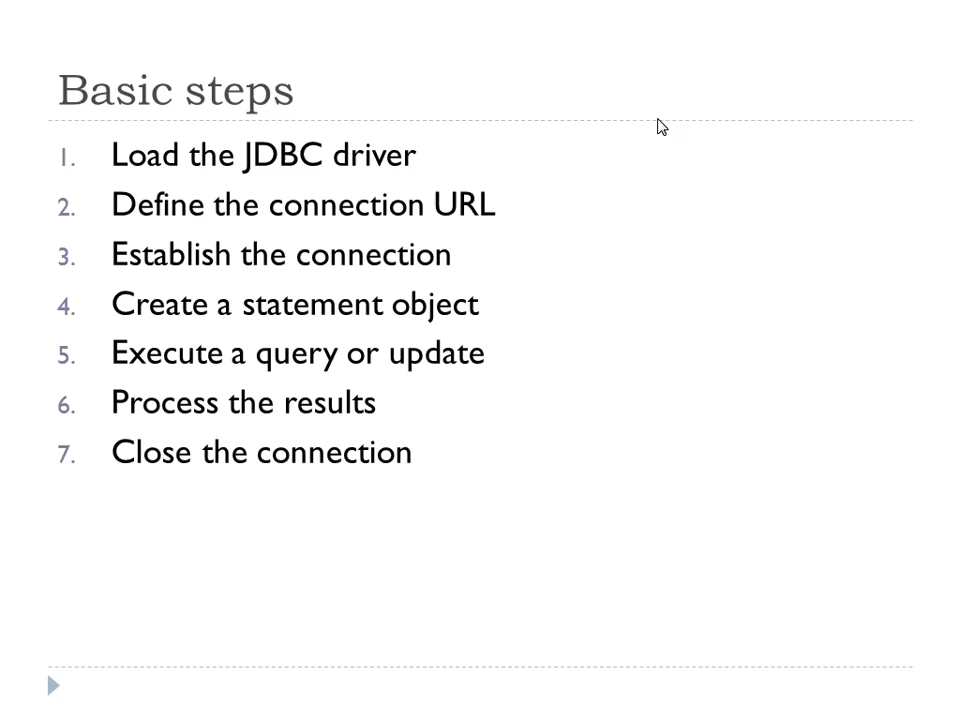 Basic steps
1. Load the JDBC driver
2. Define the connection URL
3. Establish the connection
4. Create a statement object
5. Execute a query or update
6. Process the results
7. Close the connection